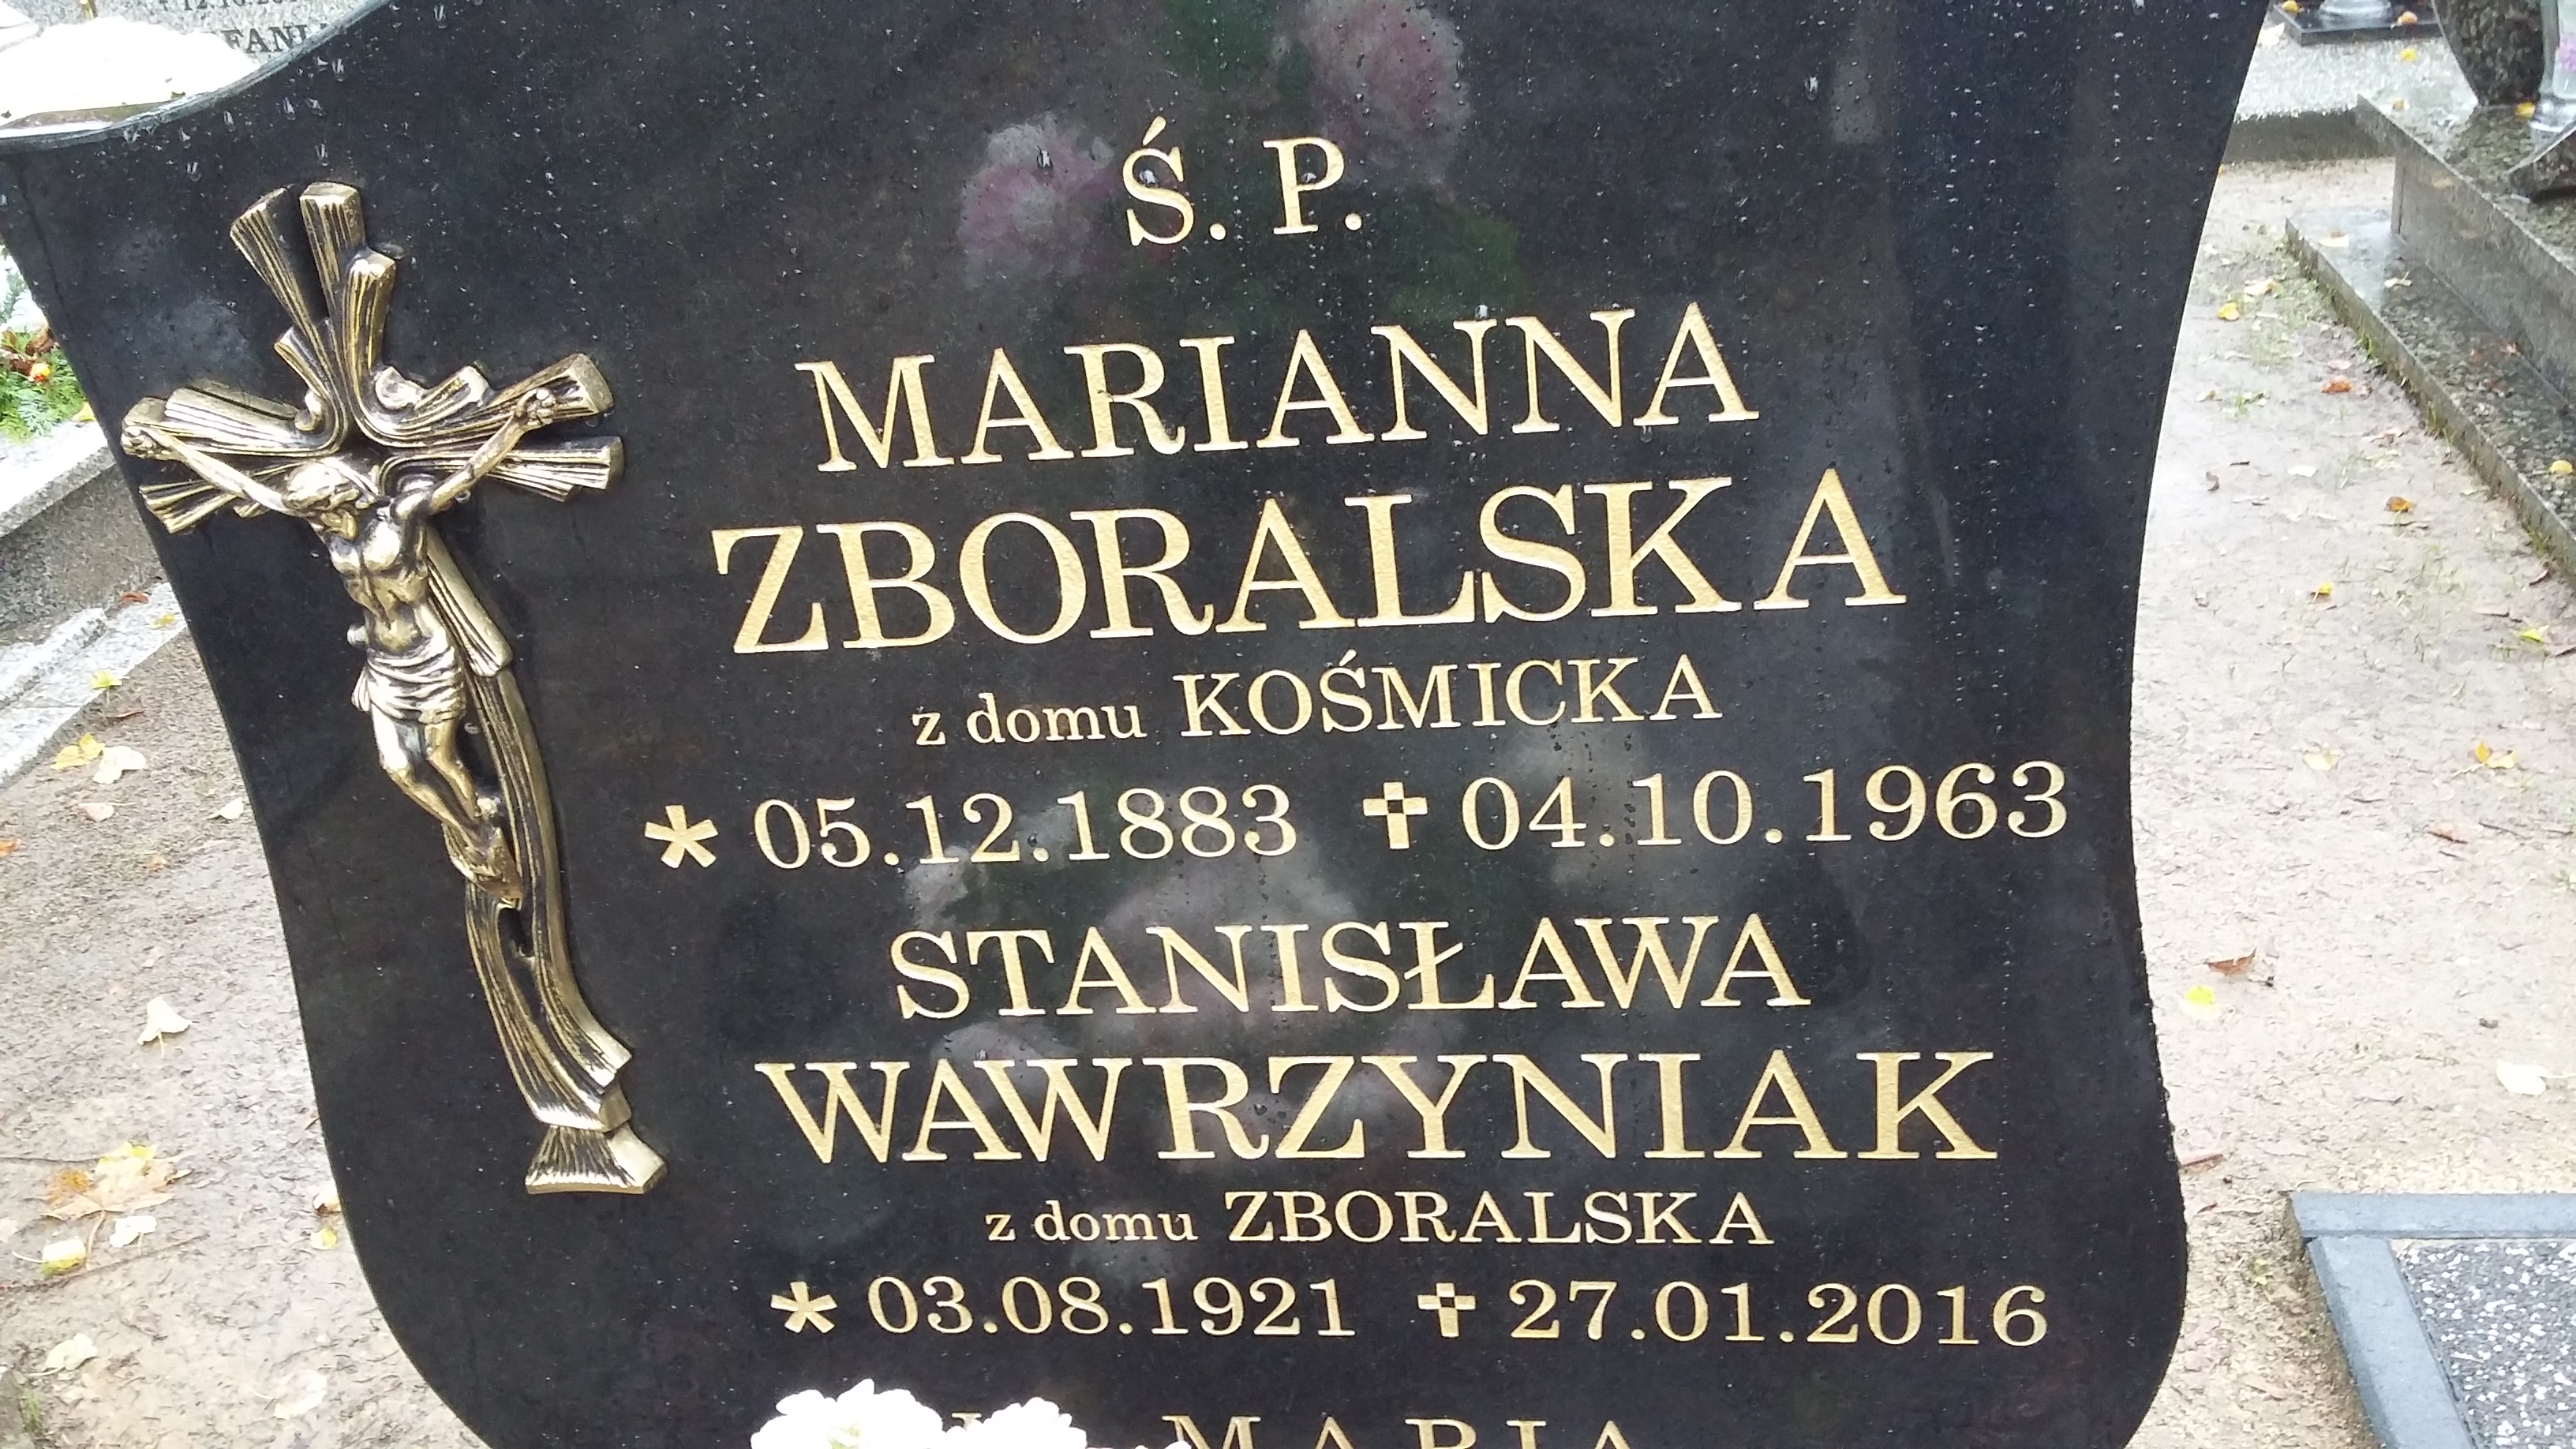 Ś. P.
MARIANNA
ZBORALSKA
z domu KOŚMICKA
* 05.12.1883 ✝ 04.10.1963
STANISŁAWA
WAWRZYNIAK
z domu ZBORALSKA
* 03.08.1921 ✝ 27.01.2016
MARIA